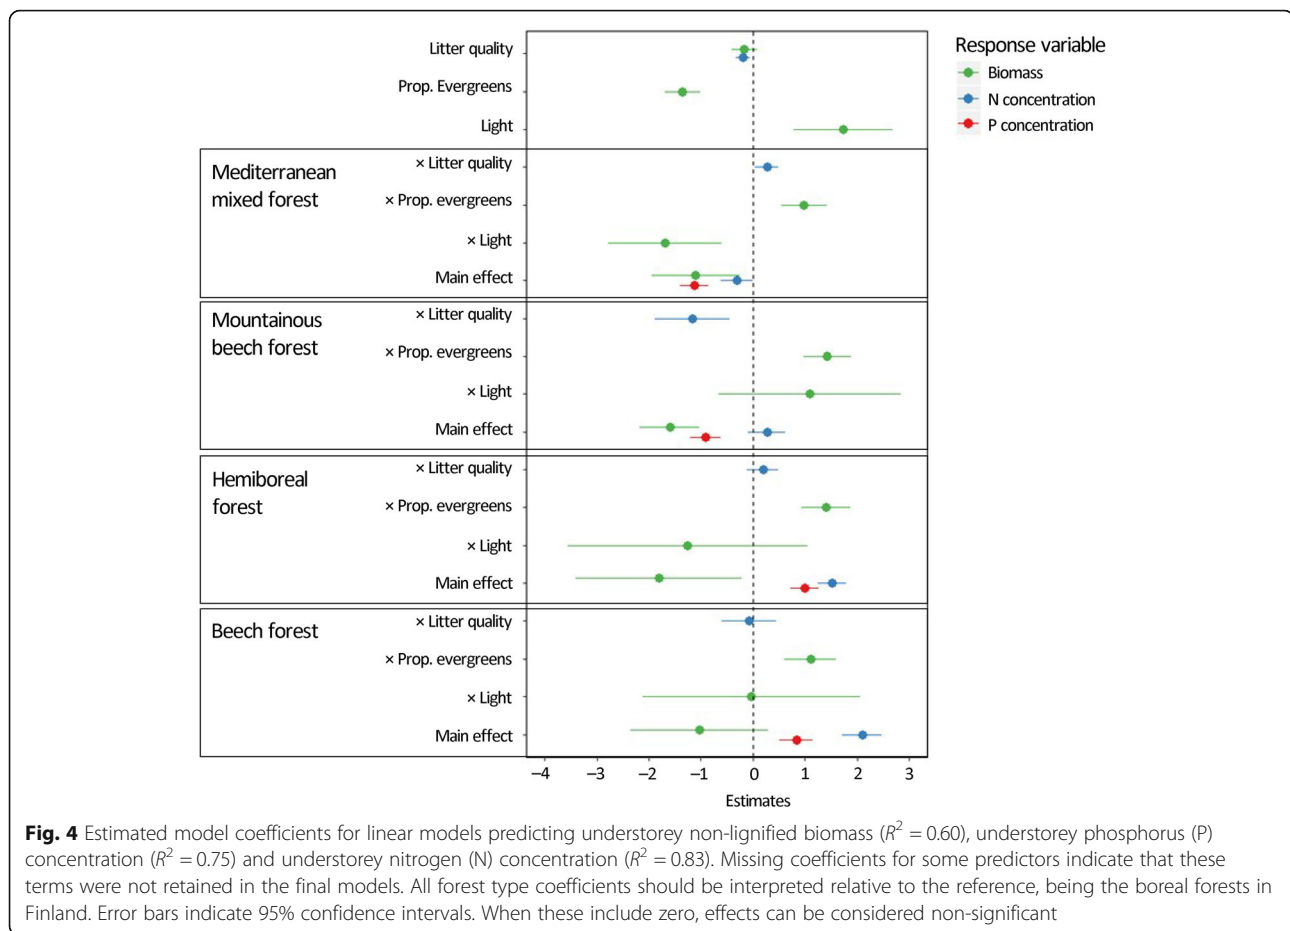 Litter quality
Prop. Evergreens
Light
Response variable
Biomass
N concentration
P concentration
Mediterranean
mixed forest
× Litter quality
× Prop. evergreens
× Light
Main effect
Mountainous
beech forest
× Litter quality
× Prop. evergreens
× Light
Main effect
Hemiboreal
forest
× Litter quality
× Prop. evergreens
× Light
Main effect
Beech forest
× Litter quality
× Prop. evergreens
× Light
Main effect
–4 –3 –2 –1 0 1 2 3
Estimates
Fig. 4 Estimated model coefficients for linear models predicting understorey non-lignified biomass (R² = 0.60), understorey phosphorus (P)
concentration (R² = 0.75) and understorey nitrogen (N) concentration (R² = 0.83). Missing coefficients for some predictors indicate that these
terms were not retained in the final models. All forest type coefficients should be interpreted relative to the reference, being the boreal forests in
Finland. Error bars indicate 95% confidence intervals. When these include zero, effects can be considered non-significant